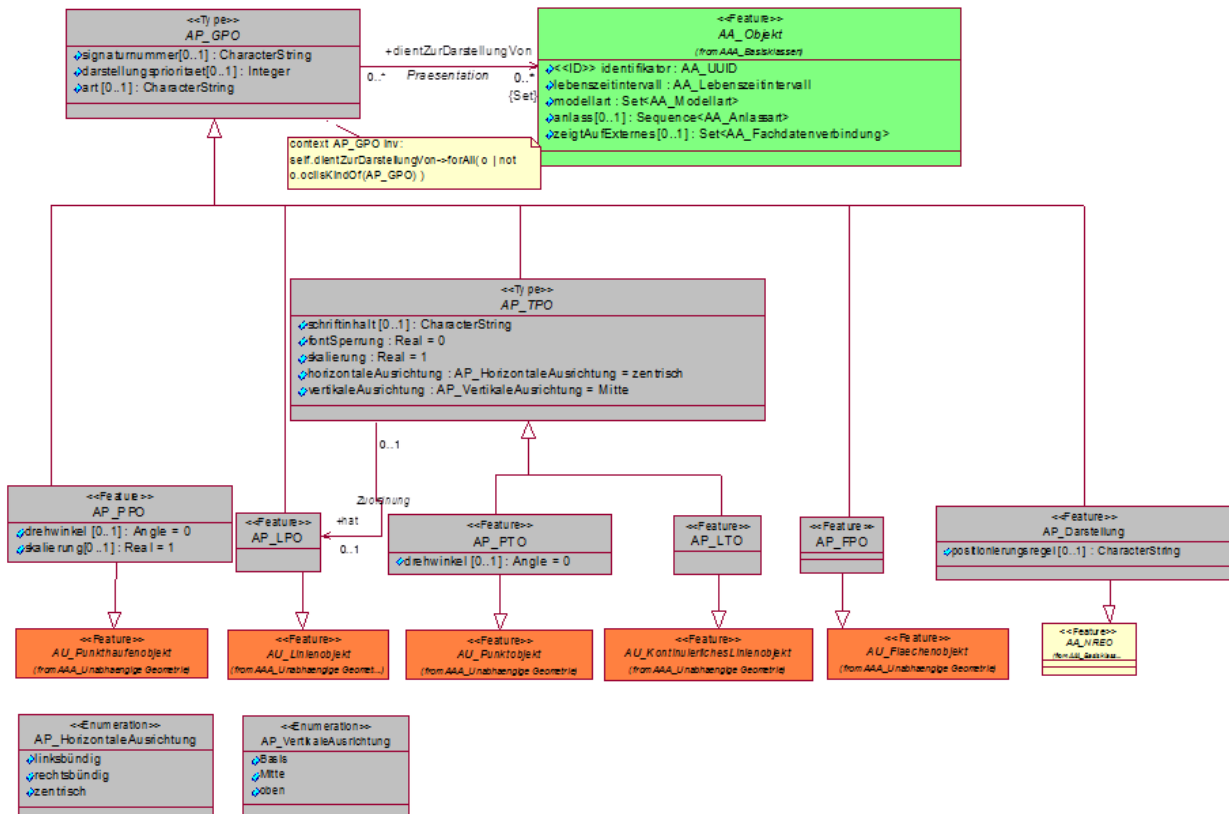 <<Type>>
AP_GPO
signaturnummer[0..1] : CharacterString
darstellungsprioritaet[0..1] : Integer
art [0..1] : CharacterString
+dientZurDarstellungVon
0..*
Praesentation
0..*
{Set}
<<Feature>>
AA_Objekt
(from AAA_Basisklassen)
<<ID>> identifikator : AA_UUID
lebenszeitintervall : AA_Lebenszeitintervall
modellart : Set<AA_Modellart>
anlass[0..1] : Sequence<AA_Anlassart>
zeigtAufExternes[0..1] : Set<AA_Fachdatenverbindung>
context AP_GPO inv:
self.dientZurDarstellungVon->forAll( o | not
o.oclIsKindOf(AP_GPO) )
<<Type>>
AP_TPO
schriftinhalt [0..1] : CharacterString
fontSperrung : Real = 0
skalierung : Real = 1
horizontaleAusrichtung : AP_HorizontaleAusrichtung = zentrisch
vertikaleAusrichtung : AP_VertikaleAusrichtung = Mitte
0..1
Zuordnung
+hat
0..1
<<Feature>>
AP_PPO
drehwinkel [0..1] : Angle = 0
skalierung[0..1] : Real = 1
<<Feature>>
AP_LPO
<<Feature>>
AP_PTO
drehwinkel [0..1] : Angle = 0
<<Feature>>
AP_LTO
<<Feature>>
AP_FPO
<<Feature>>
AP_Darstellung
positionierungsregel [0..1] : CharacterString
<<Feature>>
AU_Punkthaufenobjekt
(from AAA_Unabhaengige Geometrie)
<<Feature>>
AU_Linienobjekt
(from AAA_Unabhaengige Geomet...)
<<Feature>>
AU_Punktobjekt
(from AAA_Unabhaengige Geometrie)
<<Feature>>
AU_KontinuierlichesLinienobjekt
(from AAA_Unabhaengige Geometrie)
<<Feature>>
AU_Flaechenobjekt
(from AAA_Unabhaengige Geometrie)
<<Feature>>
AA_NREO
<<Enumeration>>
AP_HorizontaleAusrichtung
linksbündig
rechtsbündig
zentrisch
<<Enumeration>>
AP_VertikaleAusrichtung
Basis
Mitte
oben